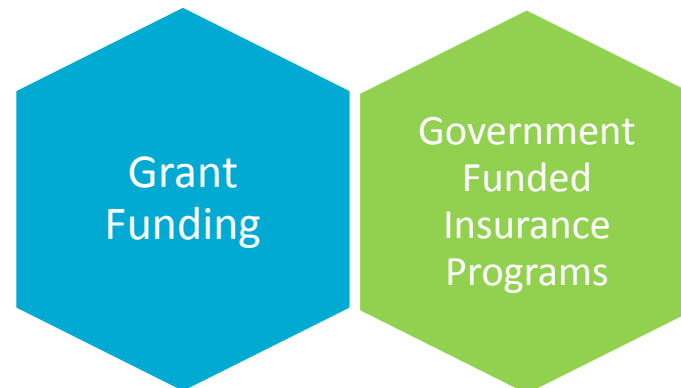 Grant
Funding
Government
Funded
Insurance
Programs